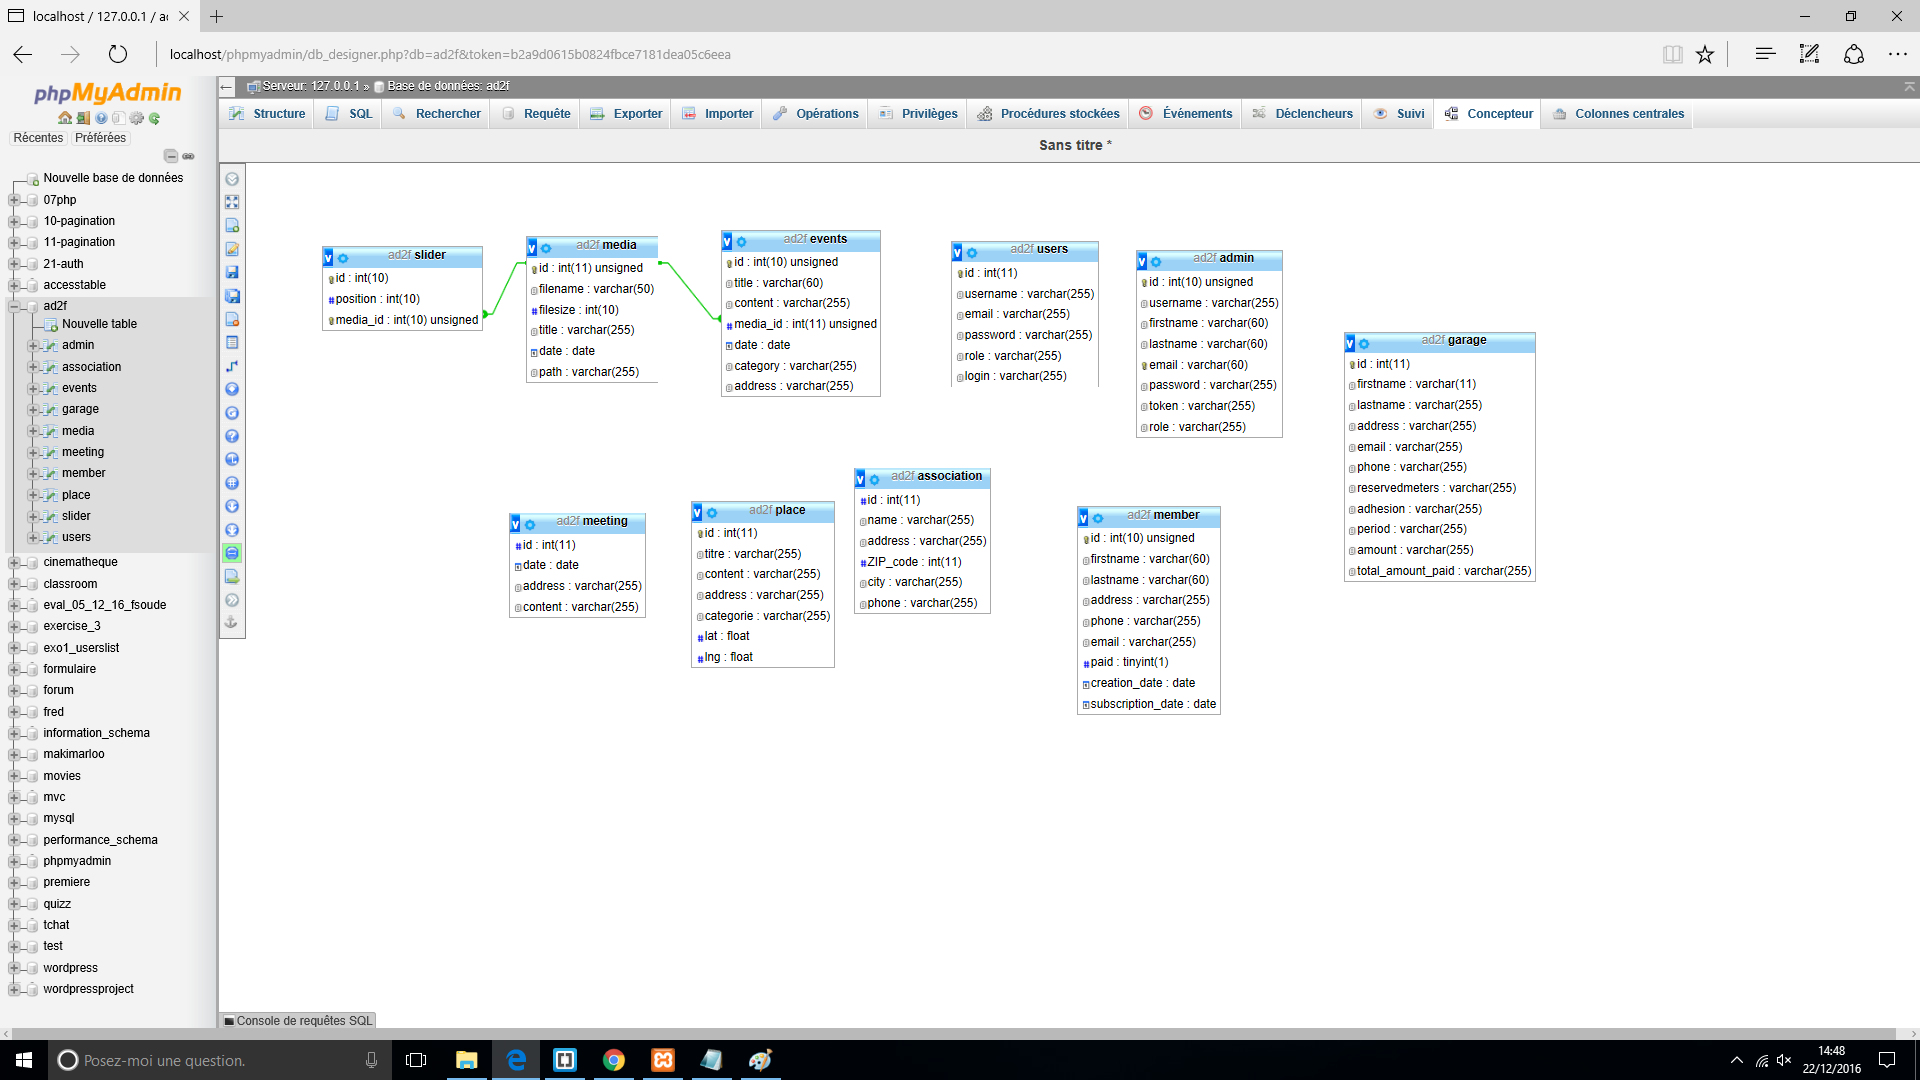 localhost / 127.0.0.1 / a
localhost/phpmyadmin/db_designer.php?db=ad2f&token=b2a9d0615b0824fbce7181dea05c6eea
phpMyAdmin
Récentes Préférées
Nouvelle base de données
07php
10-pagination
11-pagination
21-auth
accesstable
ad2f
Nouvelle table
admin
association
events
garage
media
meeting
member
place
slider
users
cinematheque
classroom
eval_05_12_16_fsoude
exercise_3
exo1_userslist
formulaire
forum
fred
information_schema
makimarloo
movies
mvc
mysql
performance_schema
phpmyadmin
premiere
quizz
tchat
test
wordpress
wordpressproject
Serveur: 127.0.0.1 » Base de données: ad2f
Structure SQL Rechercher Requête Exporter Importer Opérations Privilèges Procédures stockées Événements Déclencheurs Suivi Concepteur Colonnes centrales
Sans titre *
v ad2f slider
id : int(10)
#position : int(10)
media_id : int(10) unsigned
v ad2f media
id : int(11) unsigned
filename : varchar(50)
#filesize : int(10)
title : varchar(255)
date : date
path : varchar(255)
v ad2f events
id : int(10) unsigned
title : varchar(60)
content : varchar(255)
#media_id : int(11) unsigned
date : date
category : varchar(255)
address : varchar(255)
v ad2f users
id : int(11)
username : varchar(255)
email : varchar(255)
password : varchar(255)
role : varchar(255)
login : varchar(255)
v ad2f admin
id : int(10) unsigned
username : varchar(255)
firstname : varchar(60)
lastname : varchar(60)
email : varchar(60)
password : varchar(255)
token : varchar(255)
role : varchar(255)
v ad2f garage
id : int(11)
firstname : varchar(11)
lastname : varchar(255)
address : varchar(255)
email : varchar(255)
phone : varchar(255)
reservedmeters : varchar(255)
adhesion : varchar(255)
period : varchar(255)
amount : varchar(255)
total_amount_paid : varchar(255)
v ad2f meeting
#id : int(11)
date : date
address : varchar(255)
content : varchar(255)
v ad2f place
id : int(11)
titre : varchar(255)
content : varchar(255)
address : varchar(255)
categorie : varchar(255)
#lat : float
#lng : float
v ad2f association
#id : int(11)
name : varchar(255)
address : varchar(255)
#ZIP_code : int(11)
city : varchar(255)
phone : varchar(255)
v ad2f member
id : int(10) unsigned
firstname : varchar(60)
lastname : varchar(60)
address : varchar(255)
phone : varchar(255)
email : varchar(255)
#paid : tinyint(1)
creation_date : date
subscription_date : date
Console de requêtes SQL
Posez-moi une question.
14:48
22/12/2016